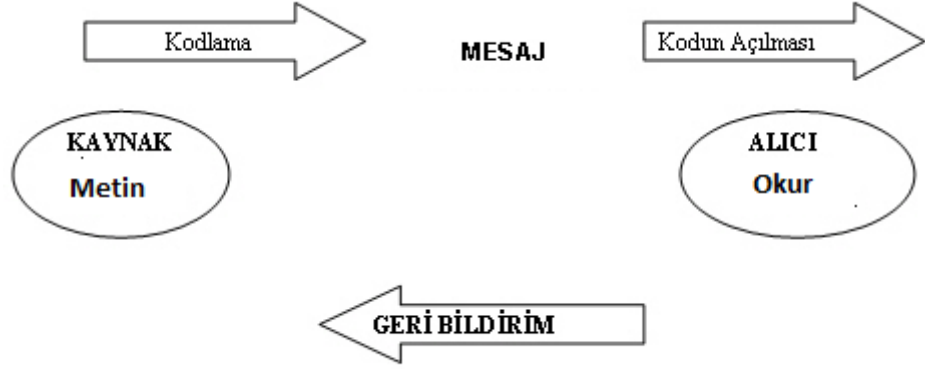 Kodlama
MESAJ
Kodun Açılması
KAYNAK
Metin
ALICI
Okur
GERİ BİLDİRİM